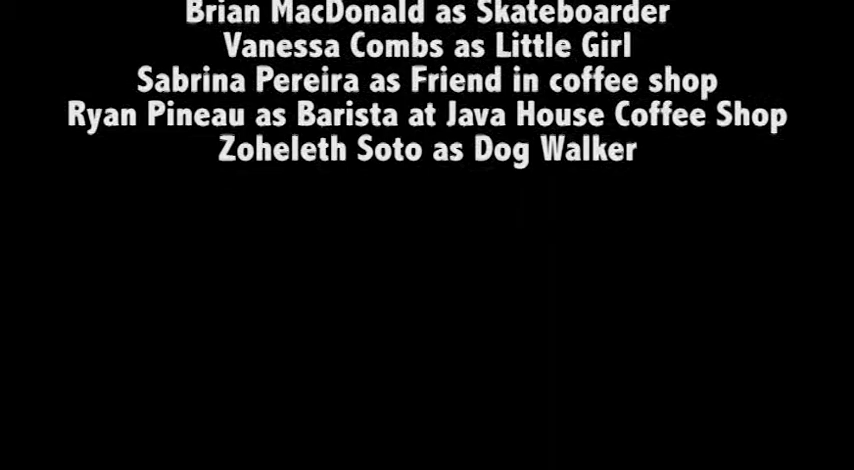 Brian MacDonald as Skateboarder
Vanessa Combs as Little Girl
Sabrina Pereira as Friend in coffee shop
Ryan Pineau as Barista at Java House Coffee Shop
Zoheleth Soto as Dog Walker